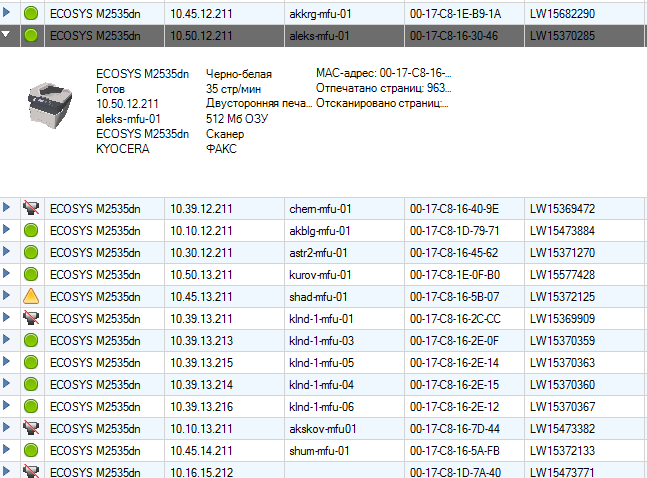 ECOSYS M2535dn 10.45.12.211 akkrg-mfu-01 00-17-C8-1E-B9-1A LW15682290
ECOSYS M2535dn 10.50.12.211 aleks-mfu-01 00-17-C8-16-30-46 LW15370285
ECOSYS M2535dn Черно-белая MAC-адрес: 00-17-C8-16-...
Готов 35 стр/мин Отпечатано страниц: 963...
10.50.12.211 Двусторонняя печа... Отсканировано страниц:...
aleks-mfu-01 512 Мб ОЗУ
ECOSYS M2535dn Сканер
KYOCERA ФАКС
ECOSYS M2535dn 10.39.12.211 chem-mfu-01 00-17-C8-16-40-9E LW15369472
ECOSYS M2535dn 10.10.12.211 akblg-mfu-01 00-17-C8-1D-79-71 LW15473884
ECOSYS M2535dn 10.30.12.211 astr2-mfu-01 00-17-C8-16-45-62 LW15371270
ECOSYS M2535dn 10.50.13.211 kurov-mfu-01 00-17-C8-1E-0F-B0 LW15577428
ECOSYS M2535dn 10.45.13.211 shad-mfu-01 00-17-C8-16-5B-07 LW15372125
ECOSYS M2535dn 10.39.13.211 klnd-1-mfu-01 00-17-C8-16-2C-CC LW15369909
ECOSYS M2535dn 10.39.13.213 klnd-1-mfu-03 00-17-C8-16-2E-0F LW15370359
ECOSYS M2535dn 10.39.13.215 klnd-1-mfu-05 00-17-C8-16-2E-14 LW15370363
ECOSYS M2535dn 10.39.13.214 klnd-1-mfu-04 00-17-C8-16-2E-15 LW15370360
ECOSYS M2535dn 10.39.13.216 klnd-1-mfu-06 00-17-C8-16-2E-12 LW15370367
ECOSYS M2535dn 10.10.13.211 akskov-mfu01 00-17-C8-16-7D-44 LW15473382
ECOSYS M2535dn 10.45.14.211 shum-mfu-01 00-17-C8-16-5A-FB LW15372133
ECOSYS M2535dn 10.16.15.212 00-17-C8-1D-7A-40 LW15473771